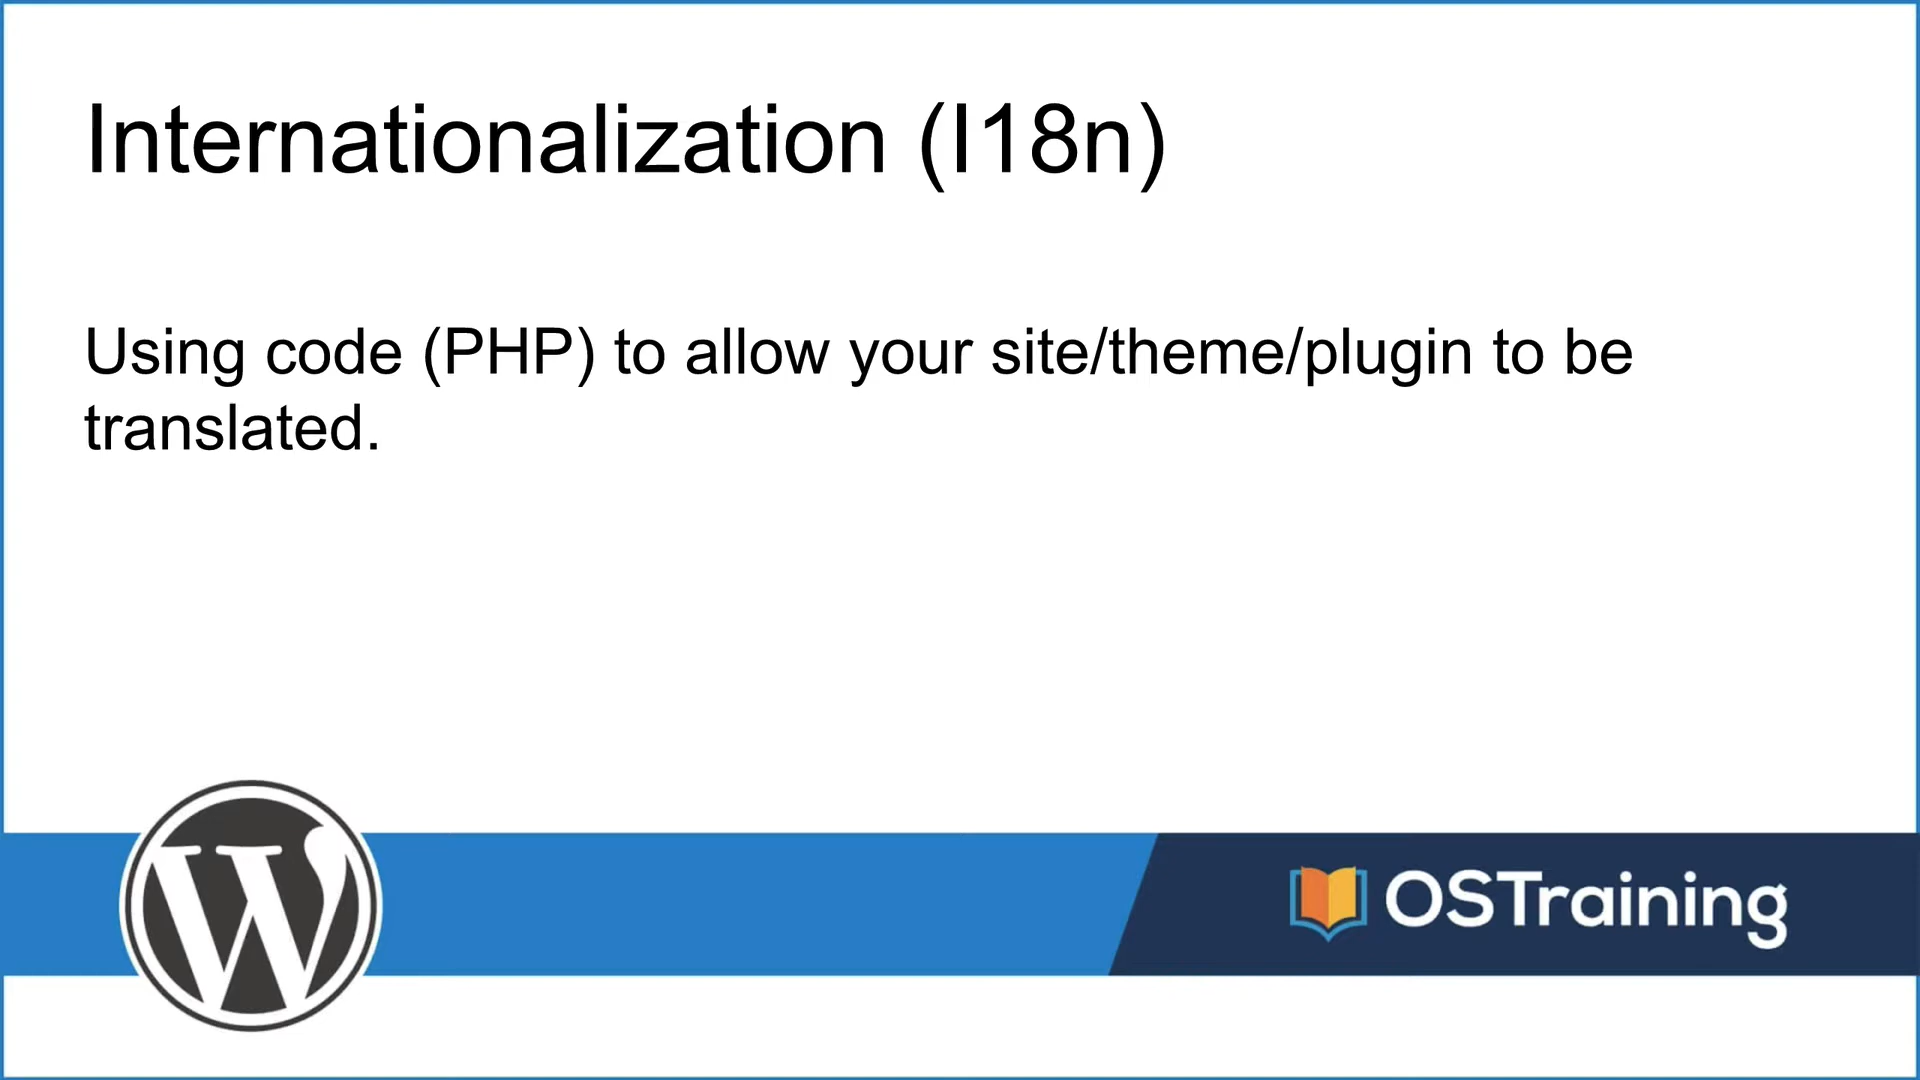 Internationalization (I18n)
Using code (PHP) to allow your site/theme/plugin to be
translated.
W
OSTraining